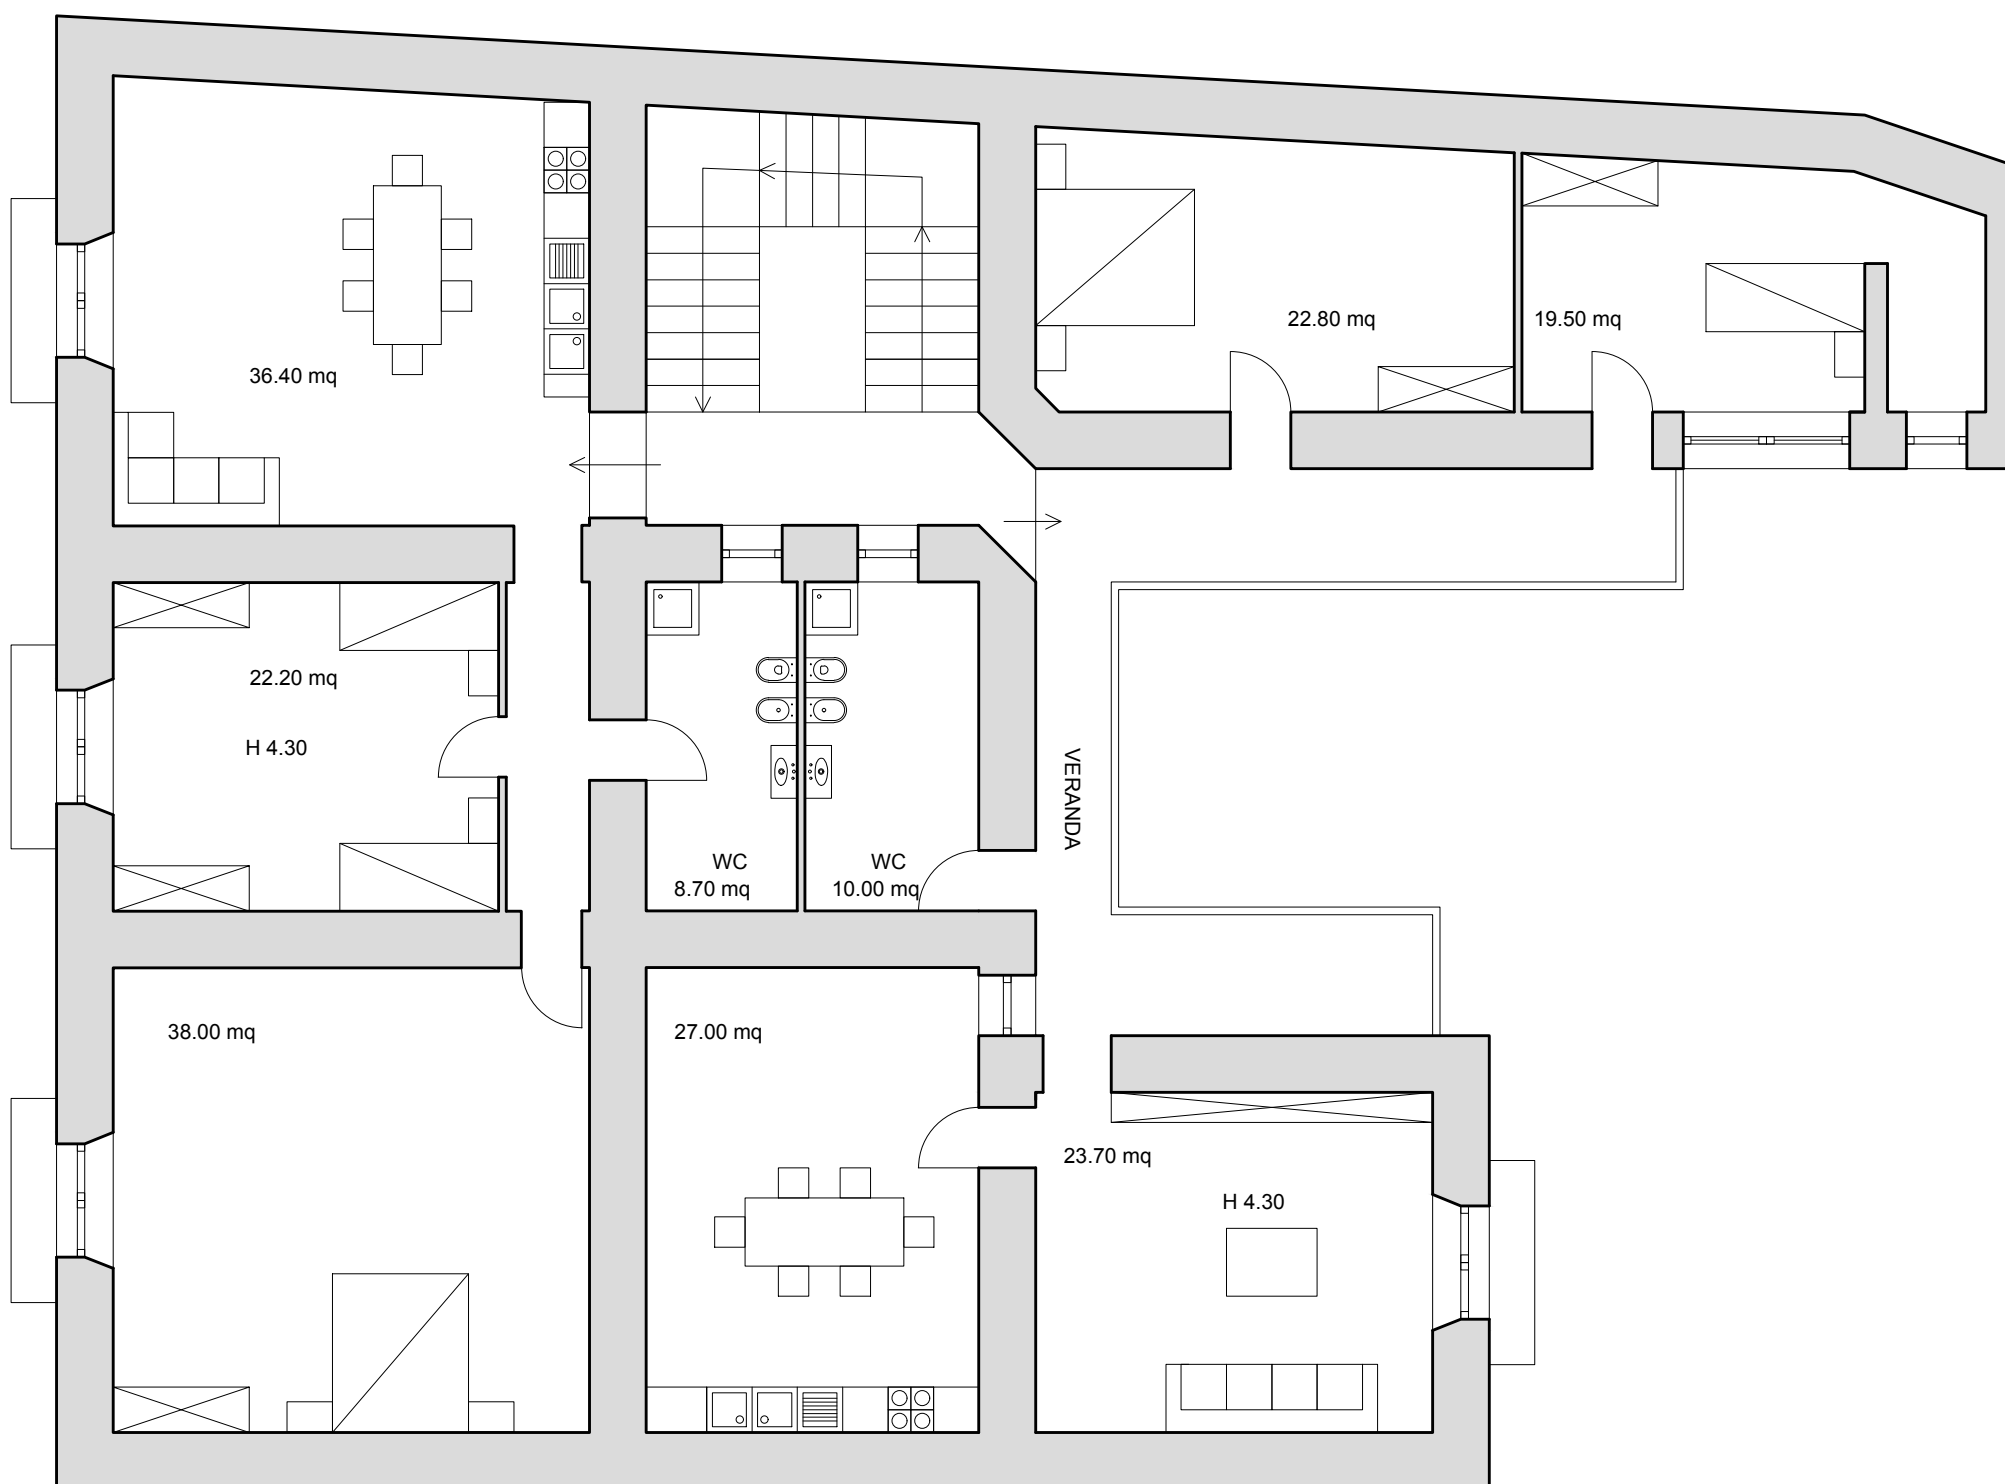 22.80 mq
19.50 mq
36.40 mq
22.20 mq
H 4.30
VERANDA
WC
8.70 mq
WC
10.00 mq
38.00 mq
27.00 mq
23.70 mq
H 4.30